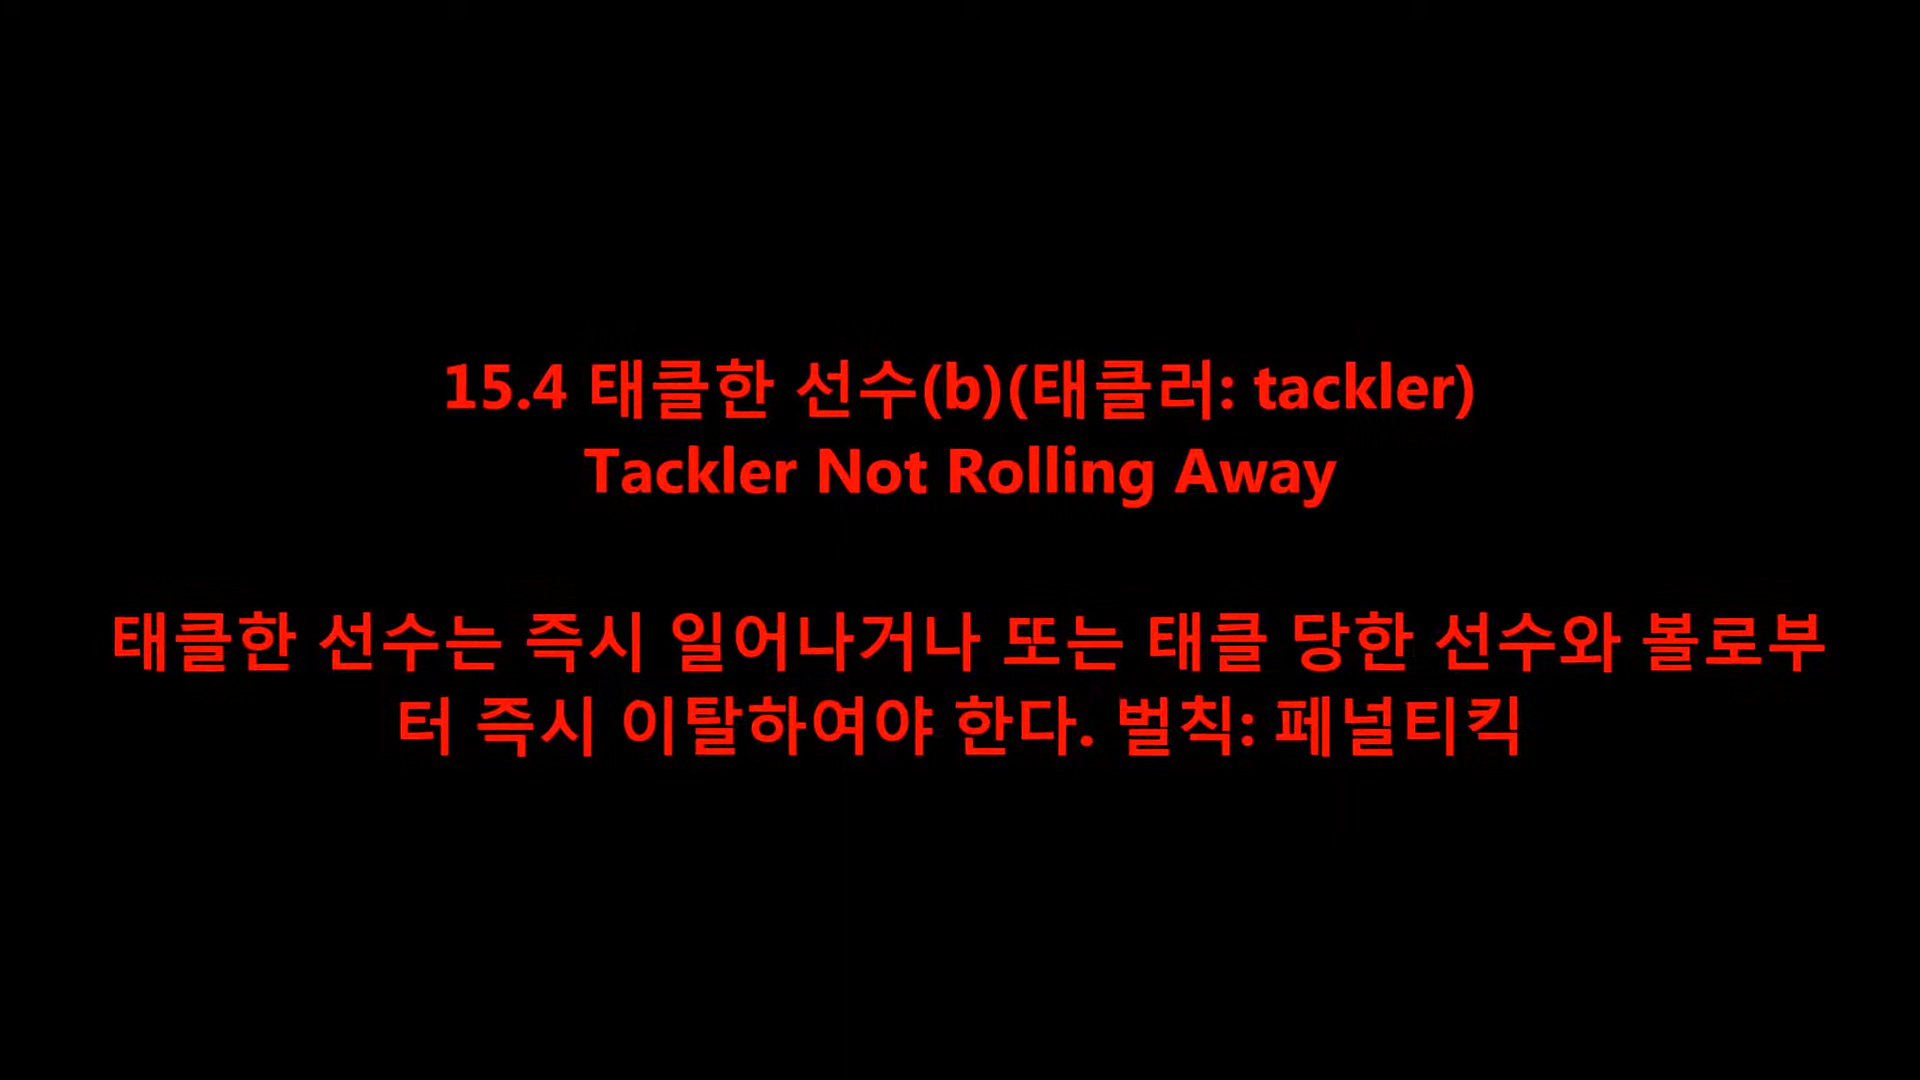 15.4 태클한 선수(b)(태클러: tackler)
Tackler Not Rolling Away
태클한 선수는 즉시 일어나거나 또는 태클 당한 선수와 볼로부
터 즉시 이탈하여야 한다. 벌칙: 페널티킥